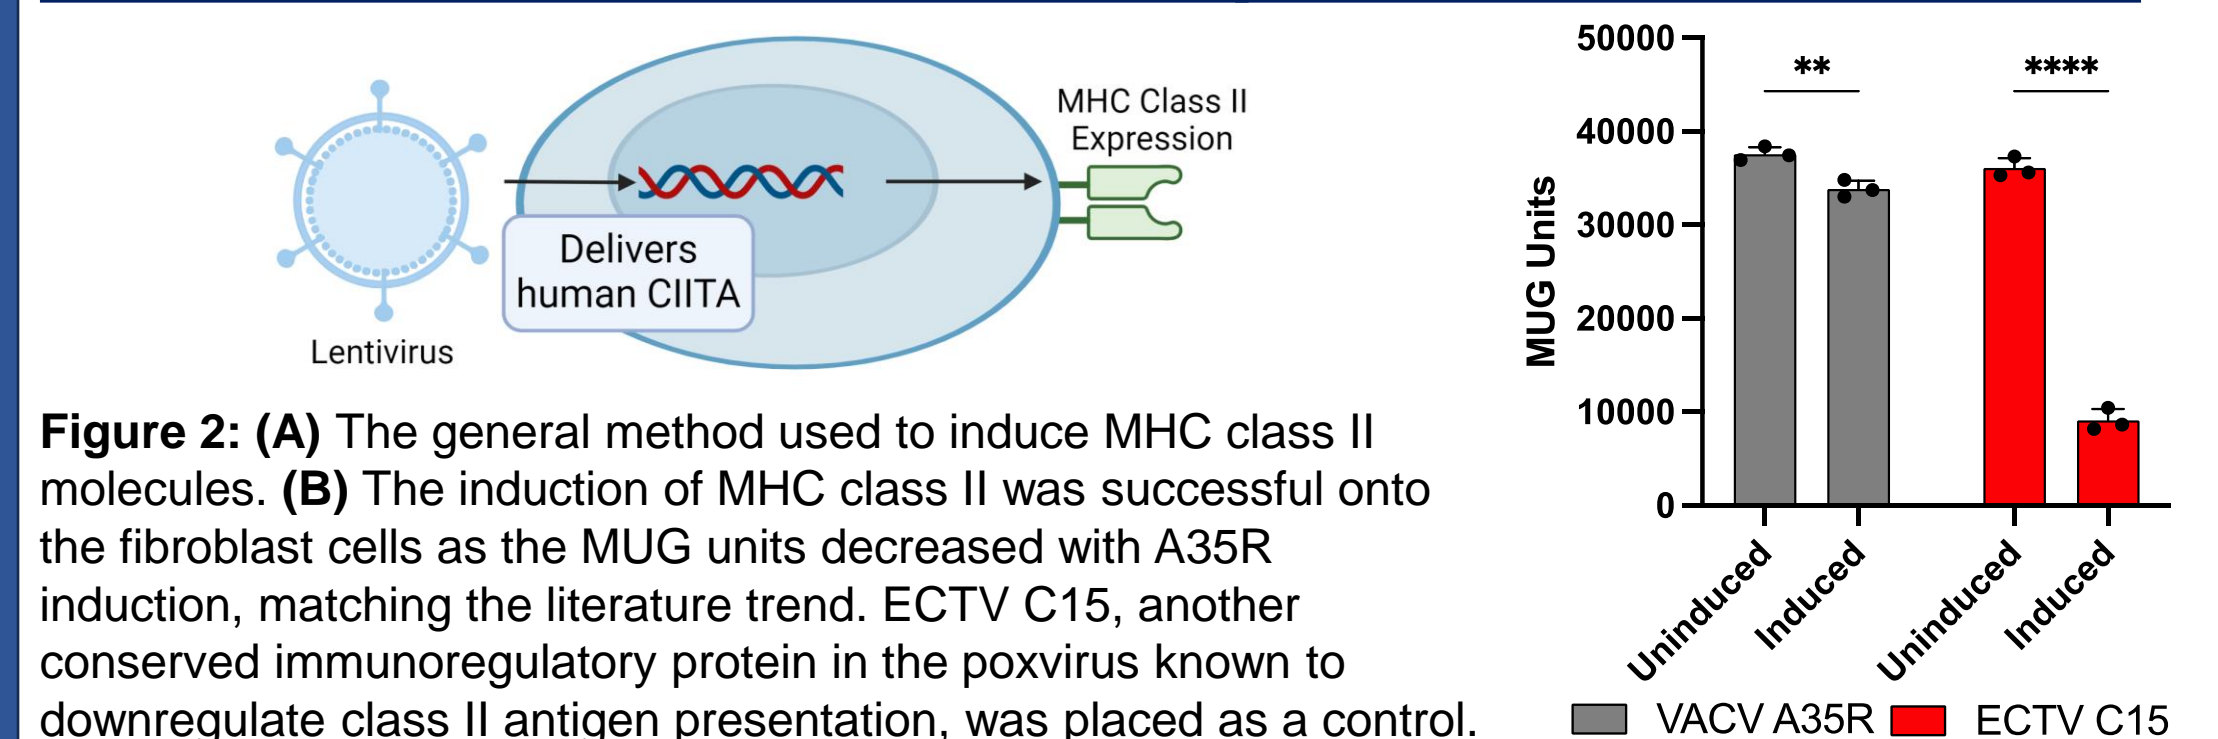 MHC Class II
Expression
Delivers
human CIITA
Lentivirus
Figure 2: (A) The general method used to induce MHC class II
molecules. (B) The induction of MHC class II was successful onto
the fibroblast cells as the MUG units decreased with A35R
induction, matching the literature trend. ECTV C15, another
conserved immunoregulatory protein in the poxvirus known to
downregulate class II antigen presentation, was placed as a control.
MUG Units
50000
40000
30000
20000
10000
0
**
****
Uninduced
Induced
Uninduced
Induced
VACV A35R
ECTV C15